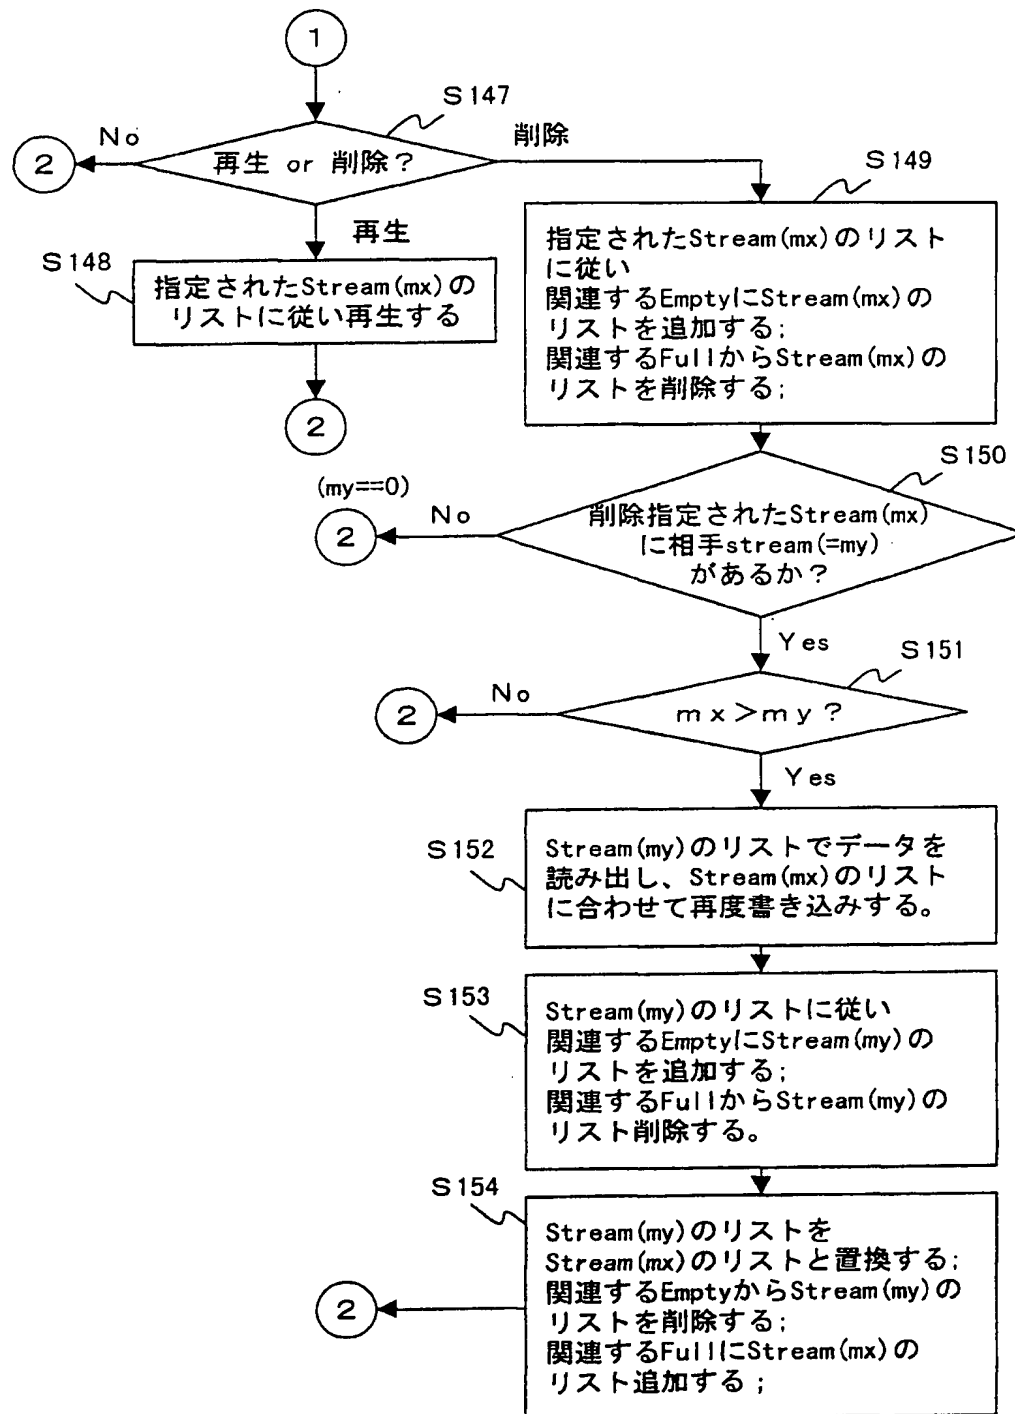 1
S147
No
削除
2
再生 or 削除?
S149
再生
S148
指定されたStream(mx)の
リストに従い再生する
指定されたStream(mx)のリスト
に従い
関連するEmptyにStream(mx)の
リストを追加する;
関連するFullからStream(mx)の
リストを削除する;
2
S150
(my==0)
No
2
削除指定されたStream(mx)
に相手stream(=my)
があるか?
Yes
S151
No
2
mx>my?
Yes
S152
Stream(my)のリストでデータを
読み出し、Stream(mx)のリスト
に合わせて再度書き込みする。
S153
Stream(my)のリストに従い
関連するEmptyにStream(my)の
リストを追加する;
関連するFullからStream(my)の
リスト削除する。
S154
Stream(my)のリストを
Stream(mx)のリストと置換する;
関連するEmptyからStream(my)の
リストを削除する;
関連するFullにStream(mx)の
リスト追加する;
2